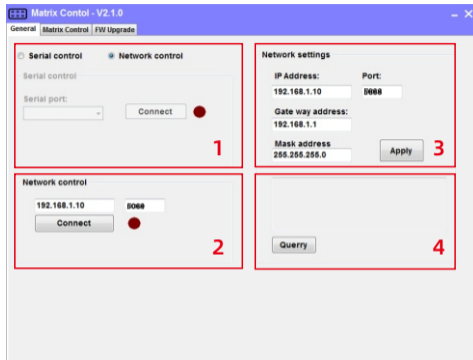 Matrix Contol - V2.1.0
General Matrix Control FW Upgrade
Serial control Network control
Serial control
Serial port:
Connect
1
Network settings
IP Address: Port:
192.168.1.10
Gate way address:
192.168.1.1
Mask address
255.255.255.0
Apply
3
Network control
192.168.1.10
Connect
2
Querry
4